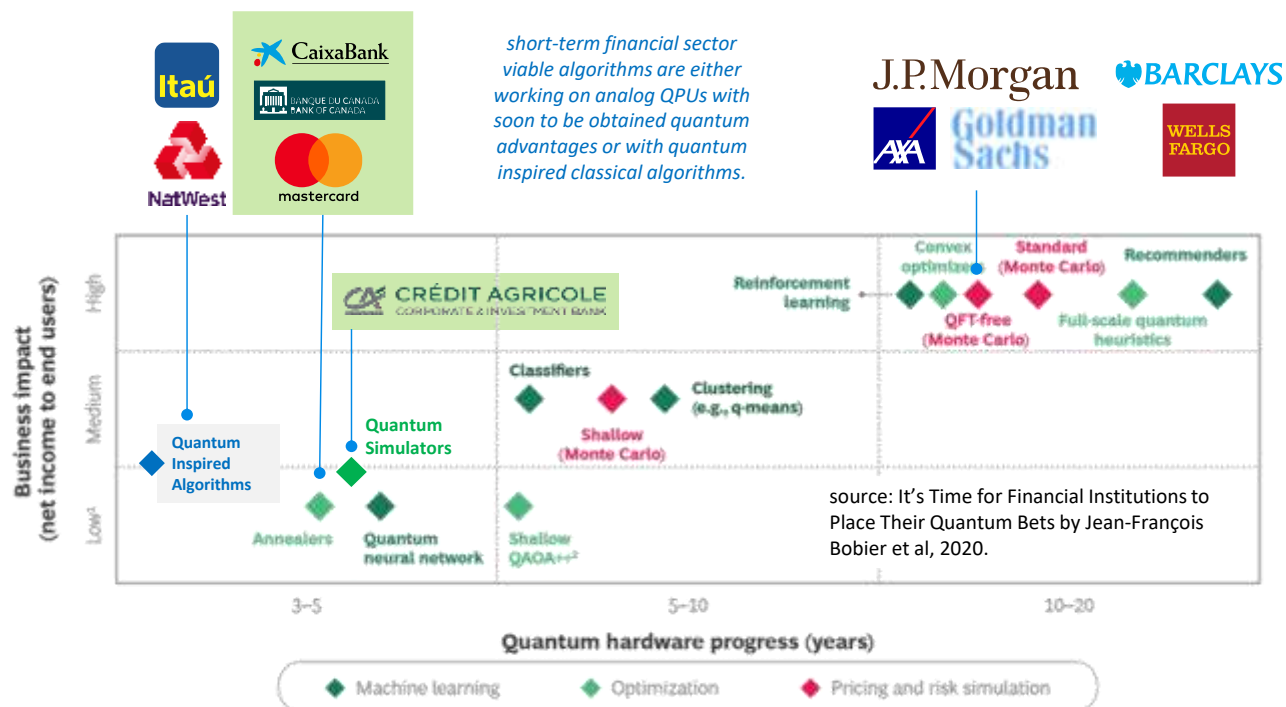 Itaú
NatWest
CaixaBank
BANQUE DU CANADA
BANK OF CANADA
mastercard
short-term financial sector
viable algorithms are either
working on analog QPUs with
soon to be obtained quantum
advantages or with quantum
inspired classical algorithms.
J.P.Morgan
BARCLAYS
AXA
Goldman
Sachs
WELLS
FARGO
Business impact
(net income to end users)
High
Medium
Low¹
CRÉDIT AGRICOLE
CORPORATE & INVESTMENT BANK
Reinforcement
learning
Convex
optimizers
Standard
(Monte Carlo)
Recommenders
QFT-free
(Monte Carlo)
Full-scale quantum
heuristics
Classifiers
Clustering
(e.g., q-means)
Shallow
(Monte Carlo)
Quantum
Simulators
Quantum
Inspired
Algorithms
Annealers
Quantum
neural network
Shallow
QAOA++²
source: It’s Time for Financial Institutions to
Place Their Quantum Bets by Jean-François
Bobier et al, 2020.
3–5
5–10
10–20
Quantum hardware progress (years)
Machine learning
Optimization
Pricing and risk simulation